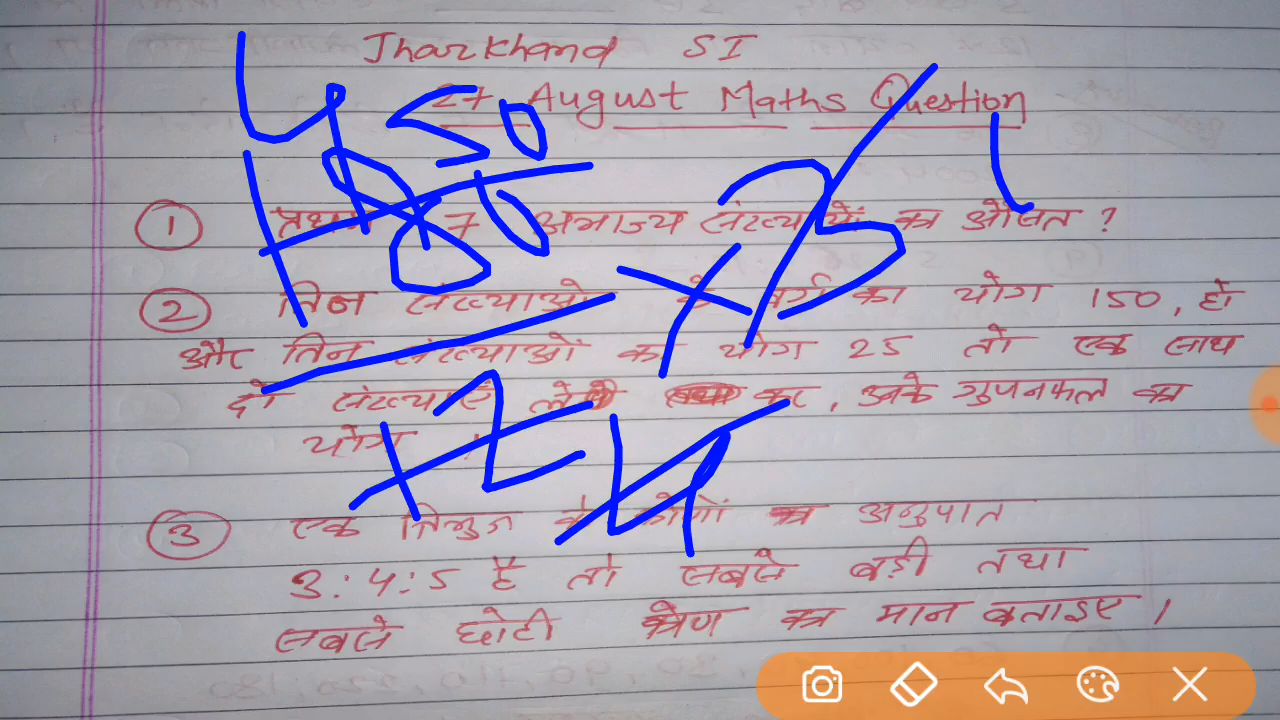 Jharkhand SI
27 August Maths Question
① प्रथम 7 अभाज्य संख्याओं का औसत ?
② तिन संख्याओं के वर्ग का योग 150, हो
और तिन संख्याओं का योग 25 तो एक साथ
दो संख्याएँ लेकर, उनके गुणनफल का
योग ।
③ एक त्रिभुज के कोणों का अनुपात
3:4:5 है तो सबसे बड़ी तथा
सबसे छोटी कोण का मान बताइए ।